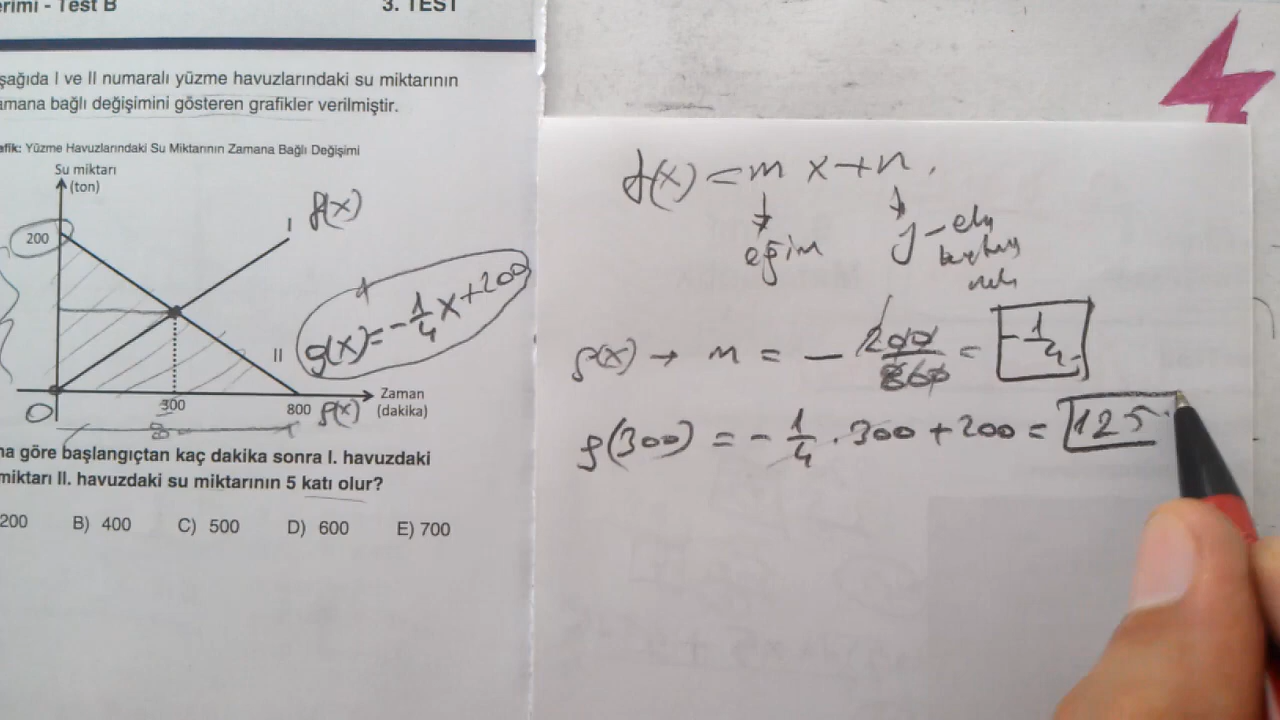 erimi - Test B
3. TEST
şağıda I ve II numaralı yüzme havuzlarındaki su miktarının
amana bağlı değişimini gösteren grafikler verilmiştir.
afik: Yüzme Havuzlarındaki Su Miktarının Zamana Bağlı Değişimi
Su miktarı
(ton)
I f(x)
200
g(x)=-1/4x+200
II
O
300
800 g(x)
Zaman
(dakika)
8
na göre başlangıçtan kaç dakika sonra I. havuzdaki
miktarı II. havuzdaki su miktarının 5 katı olur?
200 B) 400 C) 500 D) 600 E) 700
f(x)=mx+n.
eğim
g(x) → m = - 200/800 = -1/4
g(300) = -1/4 . 300 + 200 = 125